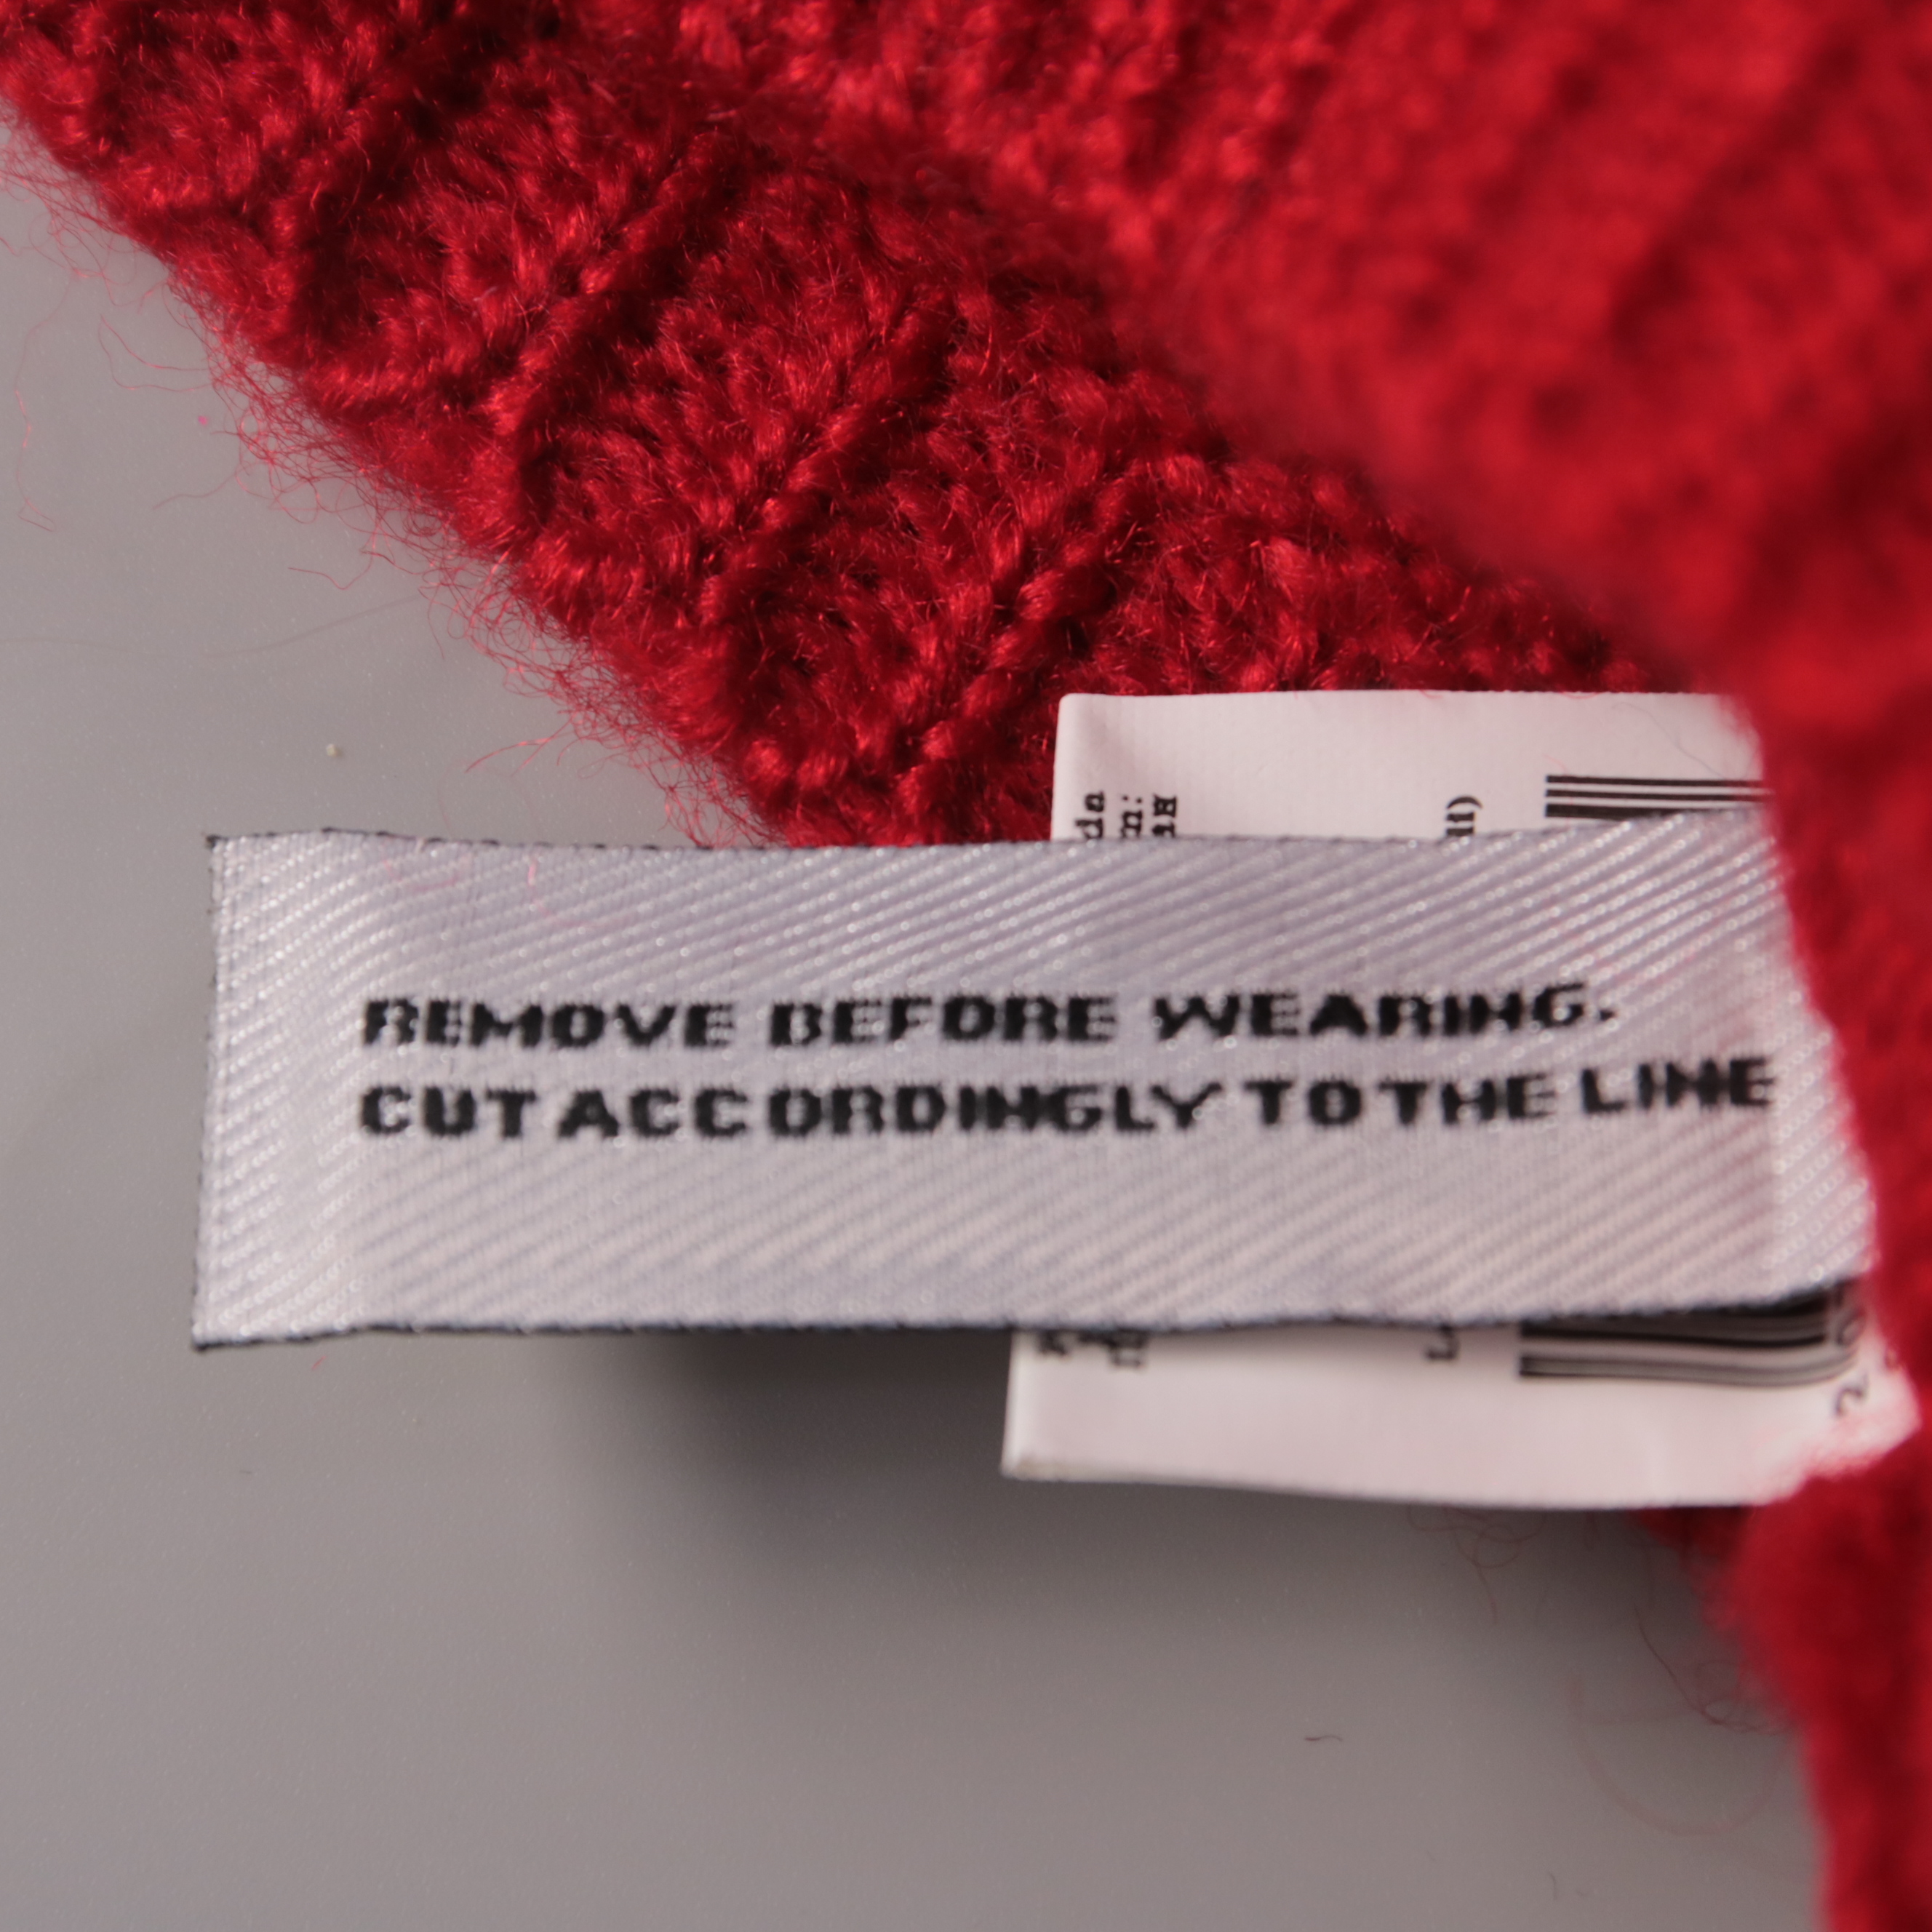 REMOVE BEFORE WEARING.
CUT ACCORDINGLY TO THE LINE